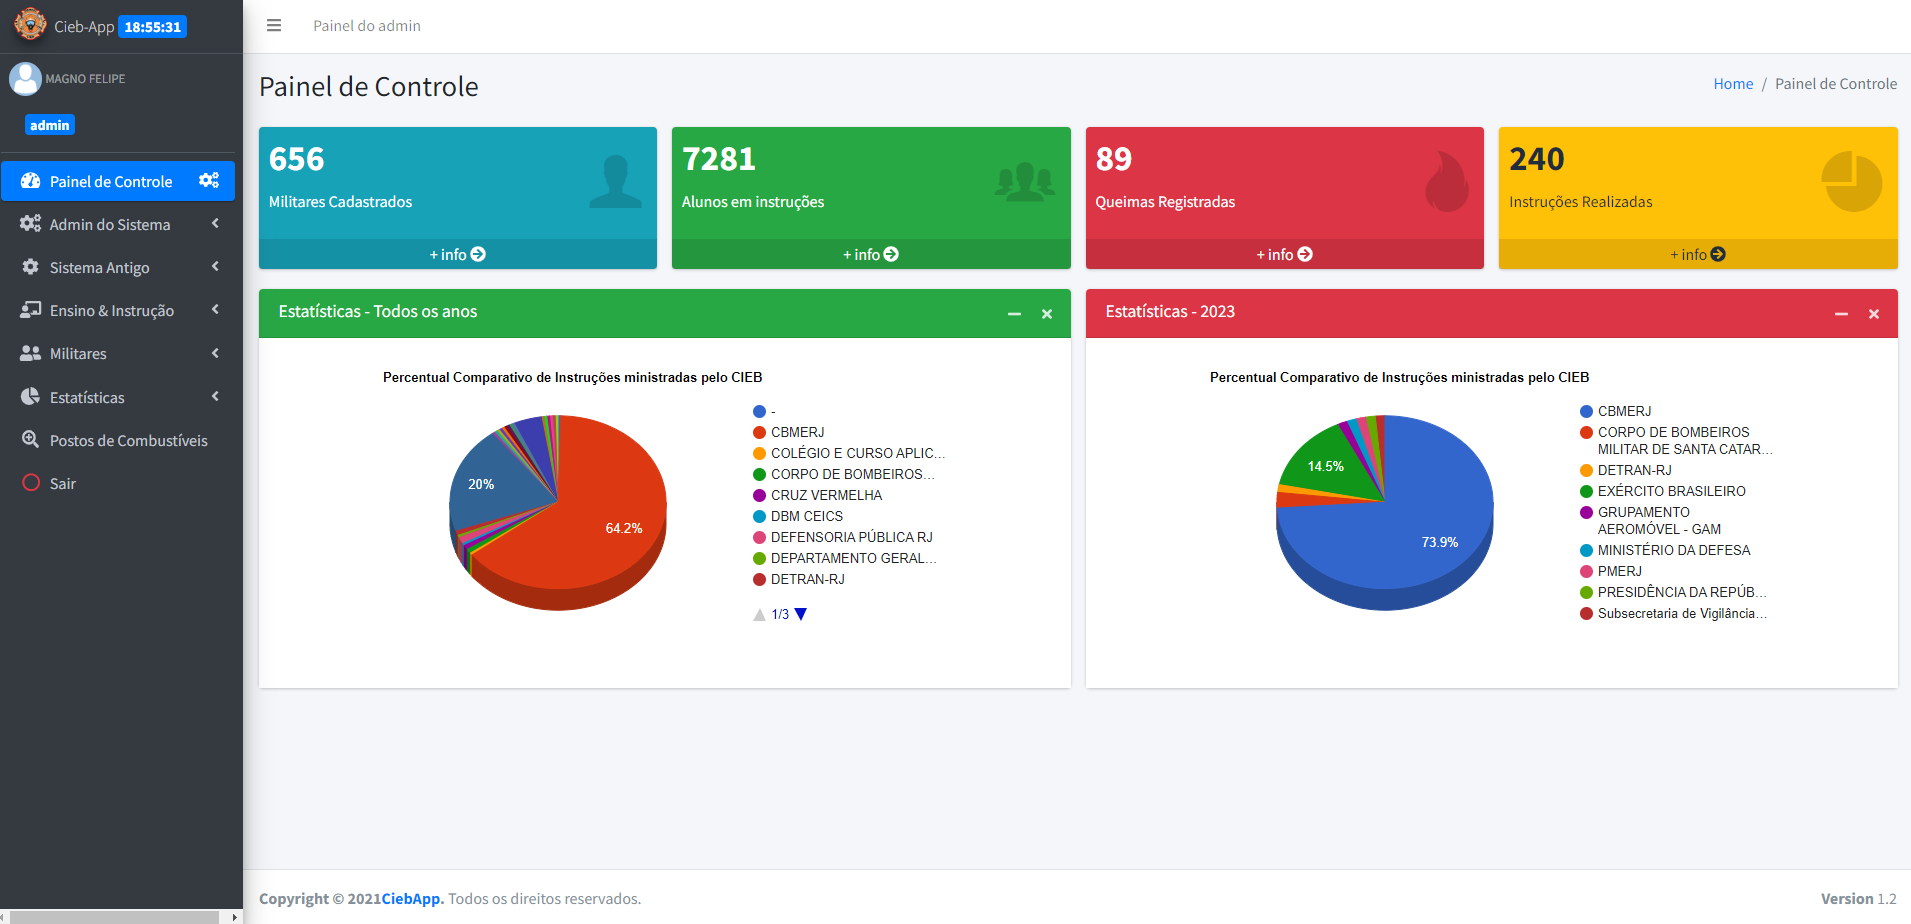 Cieb-App 18:55:31
MAGNO FELIPE
admin
Painel de Controle
Admin do Sistema
Sistema Antigo
Ensino & Instrução
Militares
Estatísticas
Postos de Combustíveis
Sair
Painel do admin
Painel de Controle
Home / Painel de Controle
656
Militares Cadastrados
+ info
7281
Alunos em instruções
+ info
89
Queimas Registradas
+ info
240
Instruções Realizadas
+ info
Estatísticas - Todos os anos
Percentual Comparativo de Instruções ministradas pelo CIEB
20%
64.2%
-
CBMERJ
COLÉGIO E CURSO APLIC...
CORPO DE BOMBEIROS...
CRUZ VERMELHA
DBM CEICS
DEFENSORIA PÚBLICA RJ
DEPARTAMENTO GERAL...
DETRAN-RJ
1/3
Estatísticas - 2023
Percentual Comparativo de Instruções ministradas pelo CIEB
14.5%
73.9%
CBMERJ
CORPO DE BOMBEIROS
MILITAR DE SANTA CATAR...
DETRAN-RJ
EXÉRCITO BRASILEIRO
GRUPAMENTO
AEROMÓVEL - GAM
MINISTÉRIO DA DEFESA
PMERJ
PRESIDÊNCIA DA REPÚB...
Subsecretaria de Vigilância...
Copyright © 2021CiebApp. Todos os direitos reservados.
Version 1.2